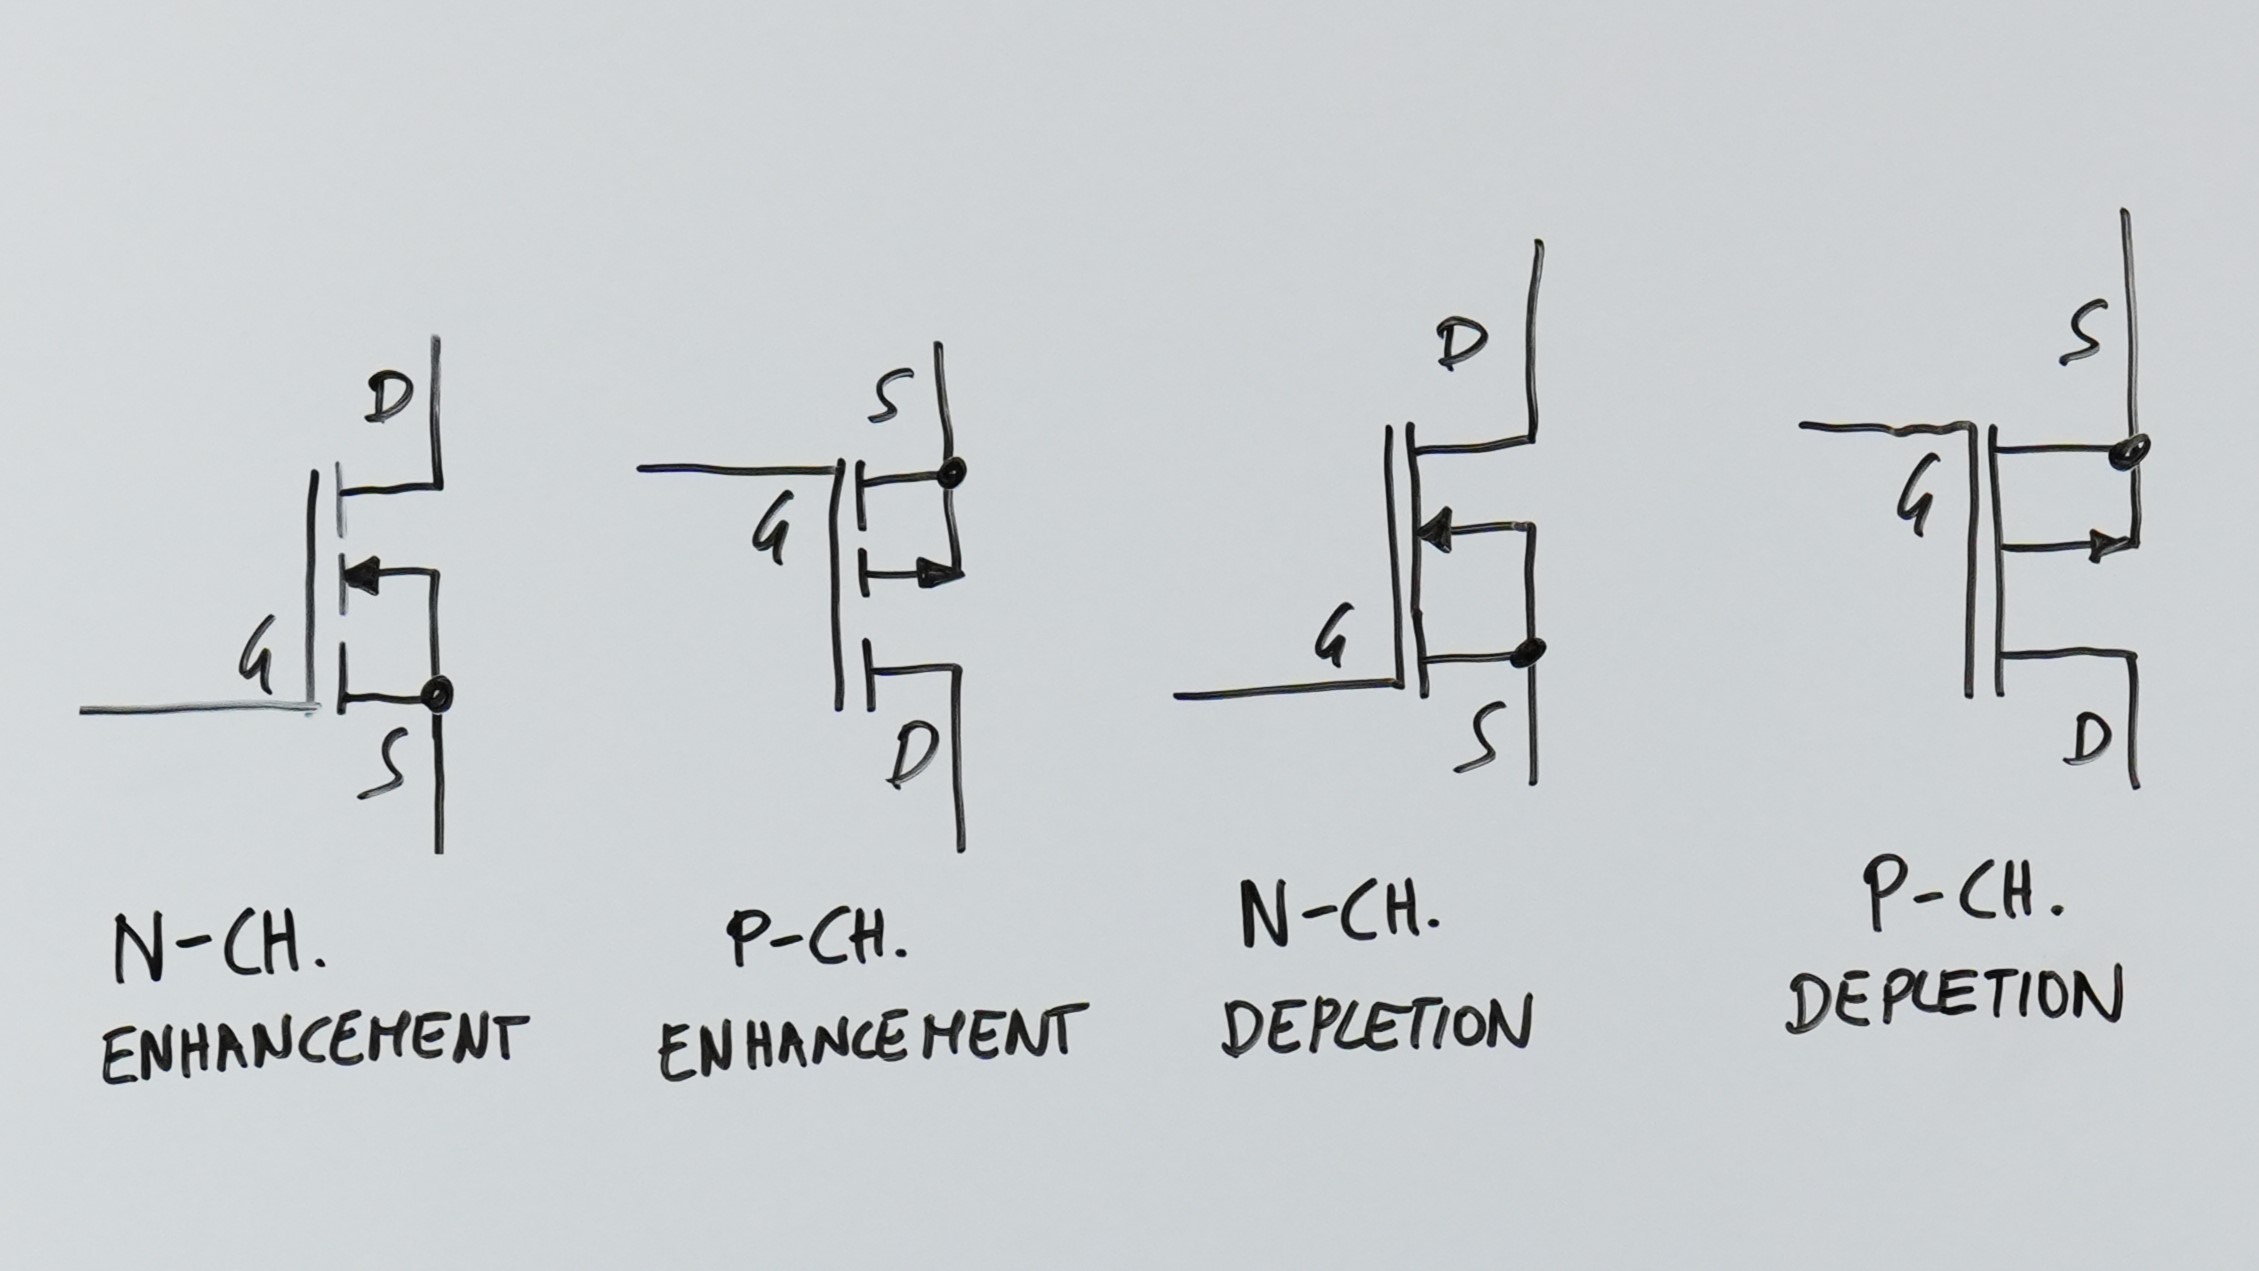 D
G
S
N-CH.
ENHANCEMENT
S
G
D
P-CH.
ENHANCEMENT
D
G
S
N-CH.
DEPLETION
S
G
D
P-CH.
DEPLETION